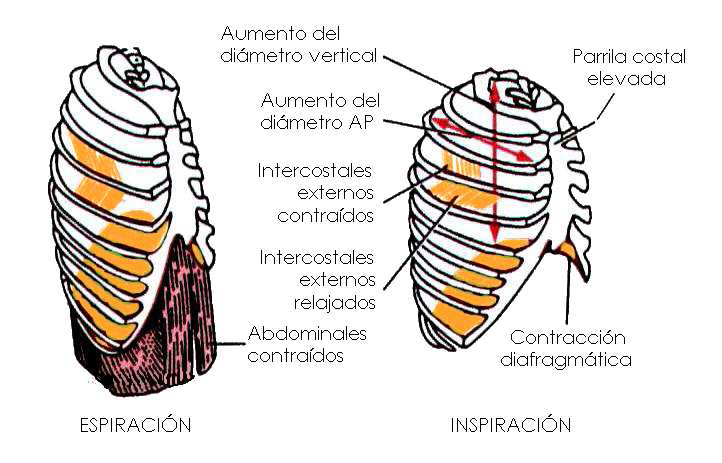 Aumento del
diámetro vertical
Parrila costal
elevada
Aumento del
diámetro AP
Intercostales
externos
contraídos
Intercostales
externos
relajados
Abdominales
contraídos
Contracción
diafragmática
ESPIRACIÓN
INSPIRACIÓN